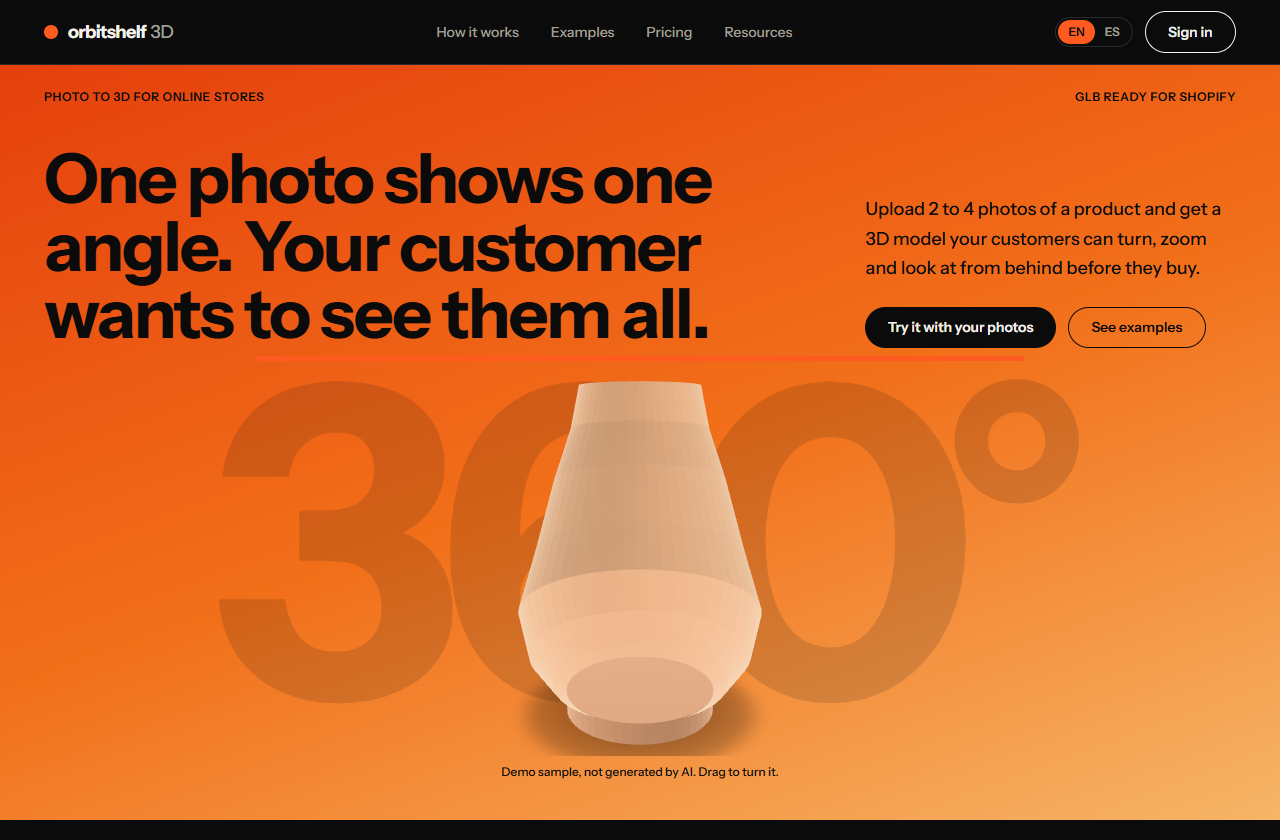 orbitshelf 3D
How it works
Examples
Pricing
Resources
EN
ES
Sign in
PHOTO TO 3D FOR ONLINE STORES
GLB READY FOR SHOPIFY
One photo shows one
angle. Your customer
wants to see them all.
Upload 2 to 4 photos of a product and get a
3D model your customers can turn, zoom
and look at from behind before they buy.
Try it with your photos
See examples
360°
Demo sample, not generated by AI. Drag to turn it.